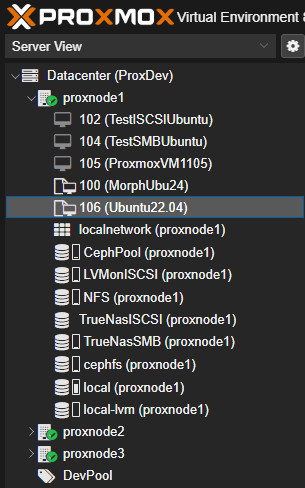 PROXMOX Virtual Environment 8
Server View
Datacenter (ProxDev)
proxnode1
102 (TestISCSIUbuntu)
104 (TestSMBUbuntu)
105 (ProxmoxVM1105)
100 (MorphUbu24)
106 (Ubuntu22.04)
localnetwork (proxnode1)
CephPool (proxnode1)
LVMonISCSI (proxnode1)
NFS (proxnode1)
TrueNasISCSI (proxnode1)
TrueNasSMB (proxnode1)
cephfs (proxnode1)
local (proxnode1)
local-lvm (proxnode1)
proxnode2
proxnode3
DevPool